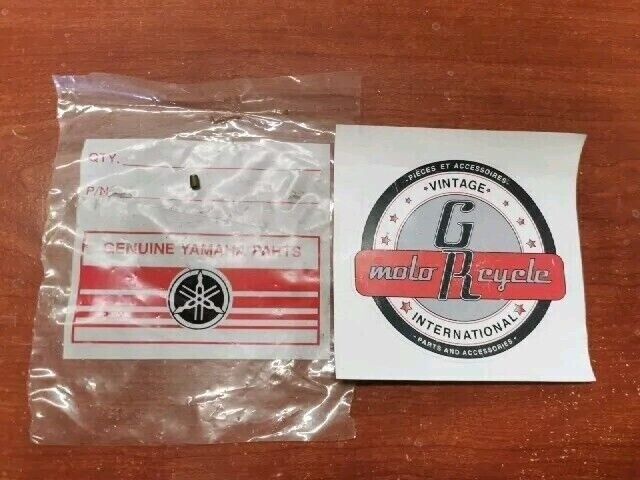 QTY.
P/N
GENUINE YAMAHA PARTS
·PIÈCES ET ACCESSOIRES·
·VINTAGE·
G
moto R cycle
INTERNATIONAL
·PARTS AND ACCESSORIES·